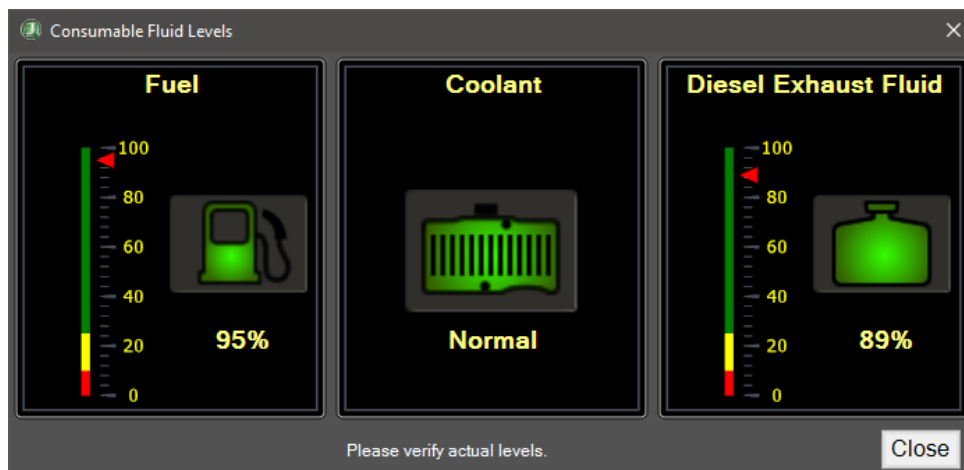 Consumable Fluid Levels
Fuel
100
80
60
40
20
0
95%
Coolant
Normal
Diesel Exhaust Fluid
100
80
60
40
20
0
89%
Please verify actual levels.
Close